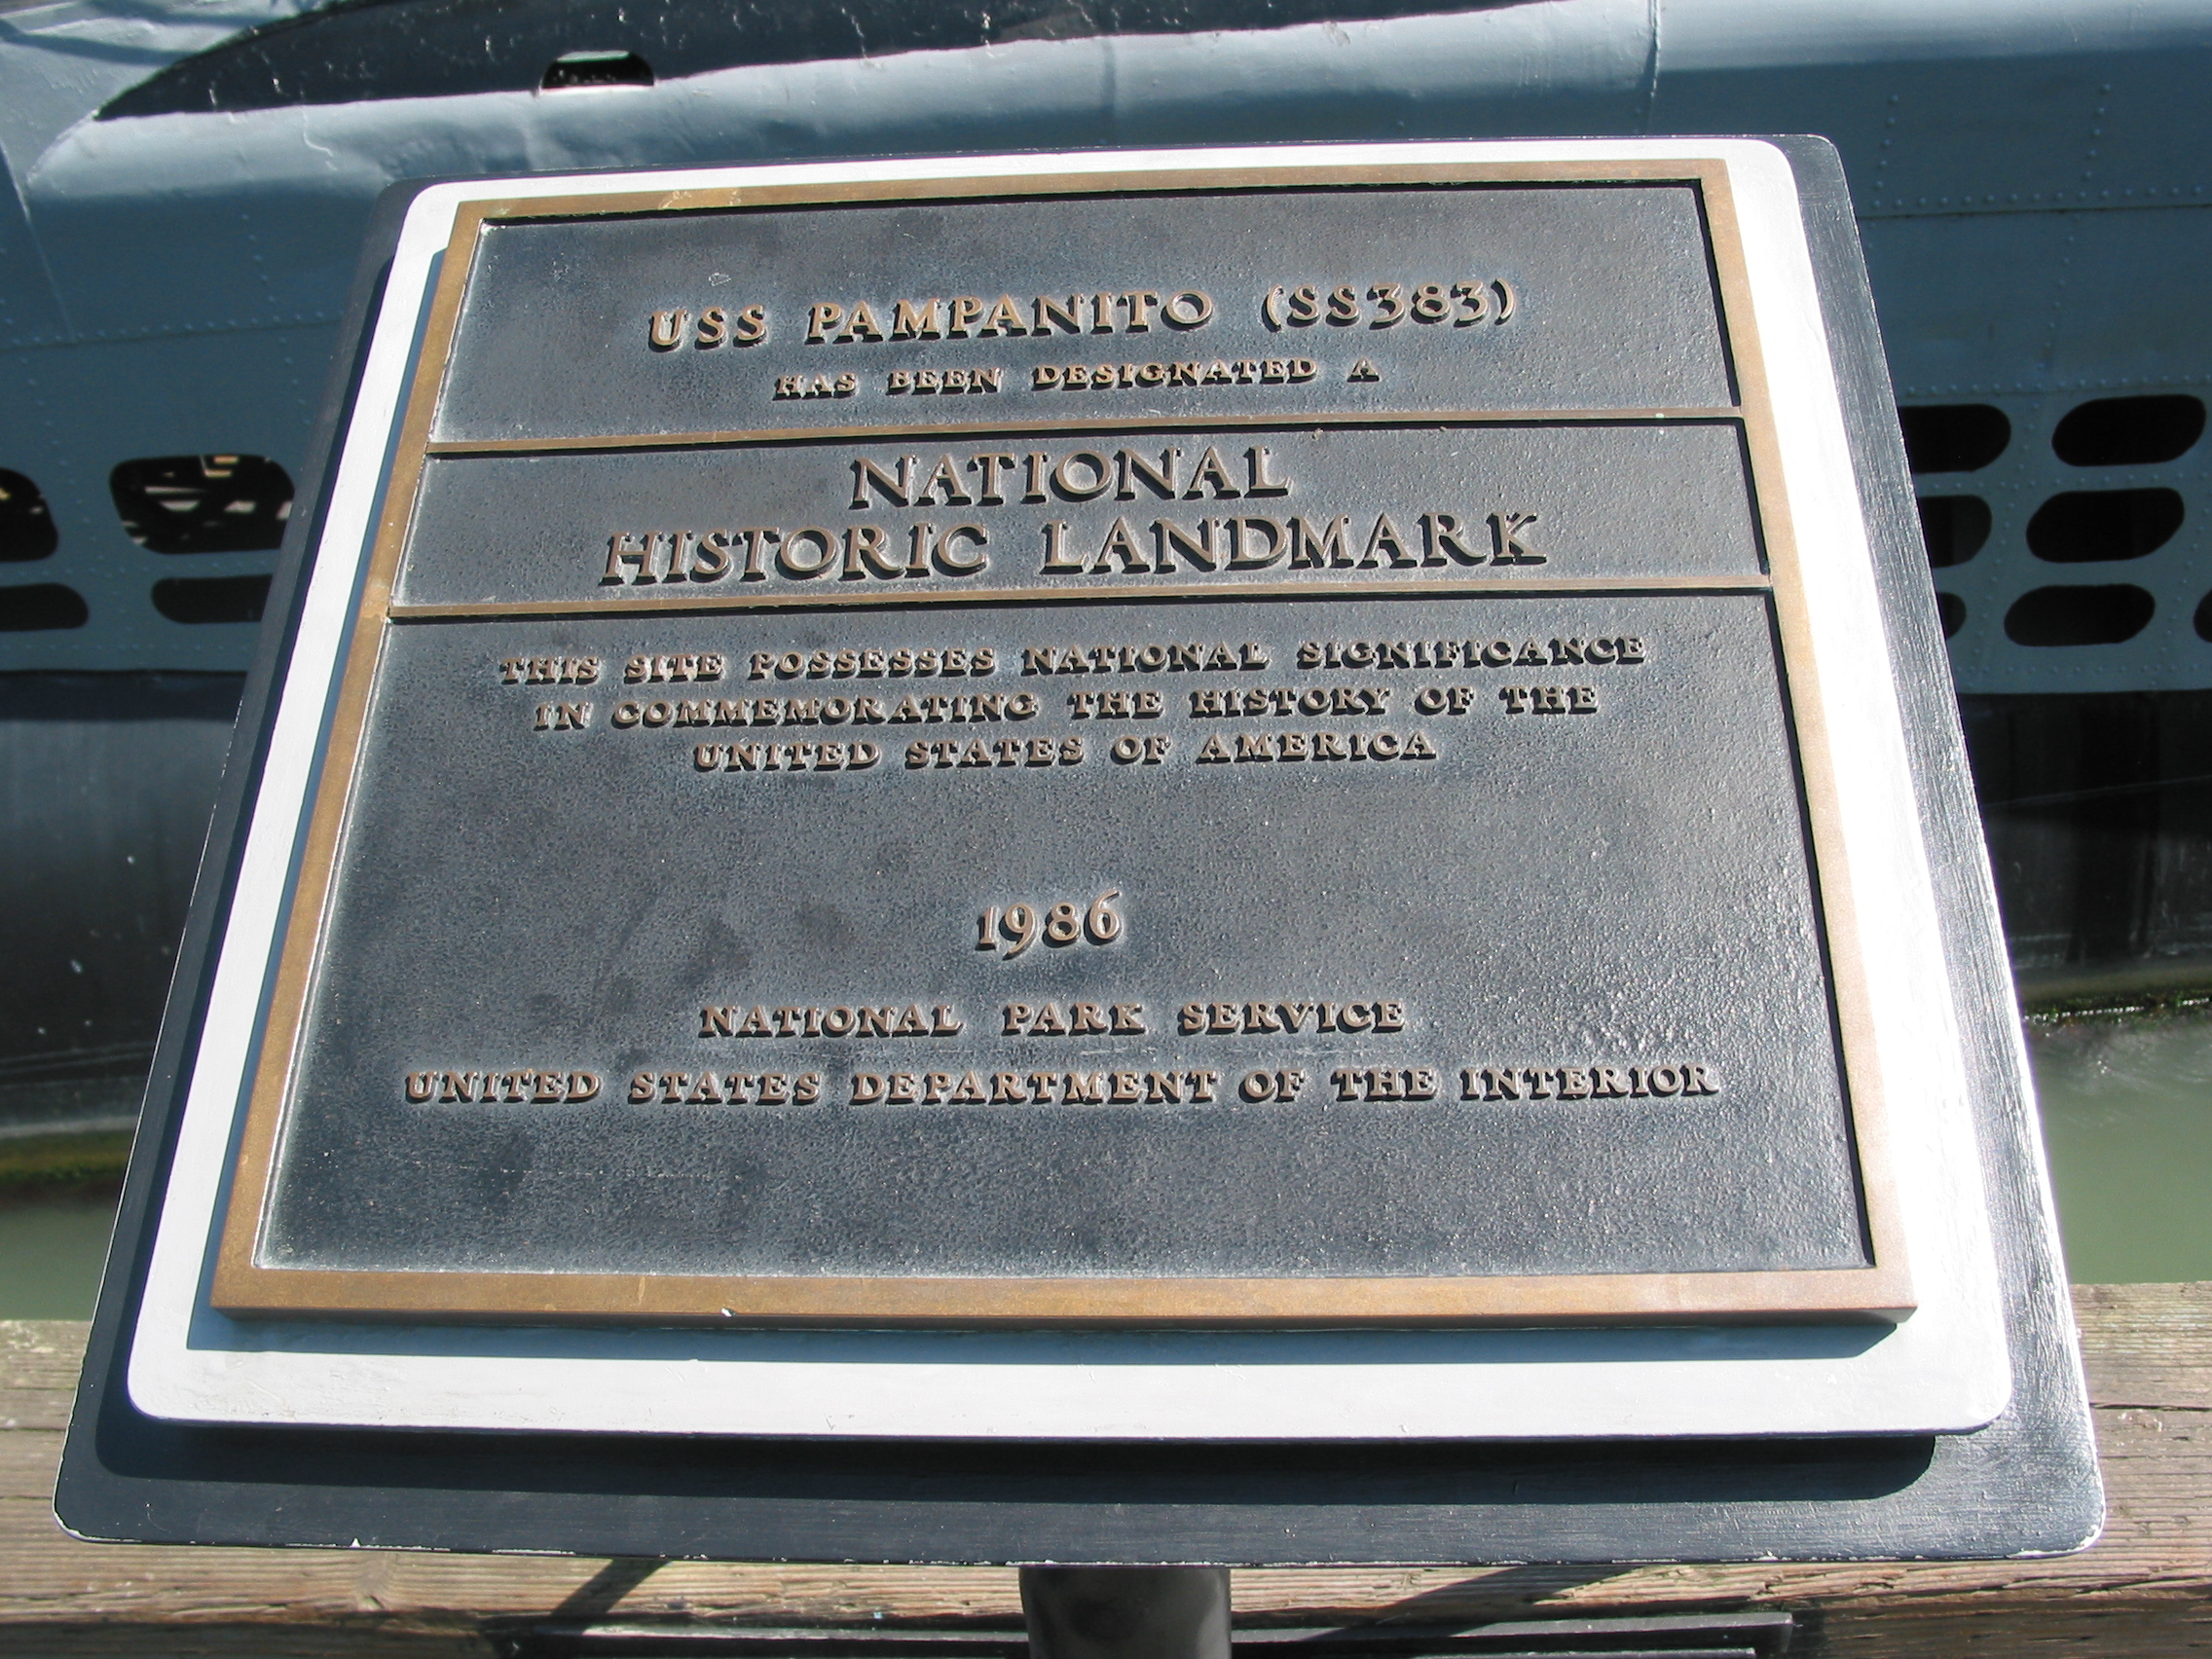 USS PAMPANITO (SS383)
HAS BEEN DESIGNATED A
NATIONAL
HISTORIC LANDMARK
THIS SITE POSSESSES NATIONAL SIGNIFICANCE
IN COMMEMORATING THE HISTORY OF THE
UNITED STATES OF AMERICA
1986
NATIONAL PARK SERVICE
UNITED STATES DEPARTMENT OF THE INTERIOR